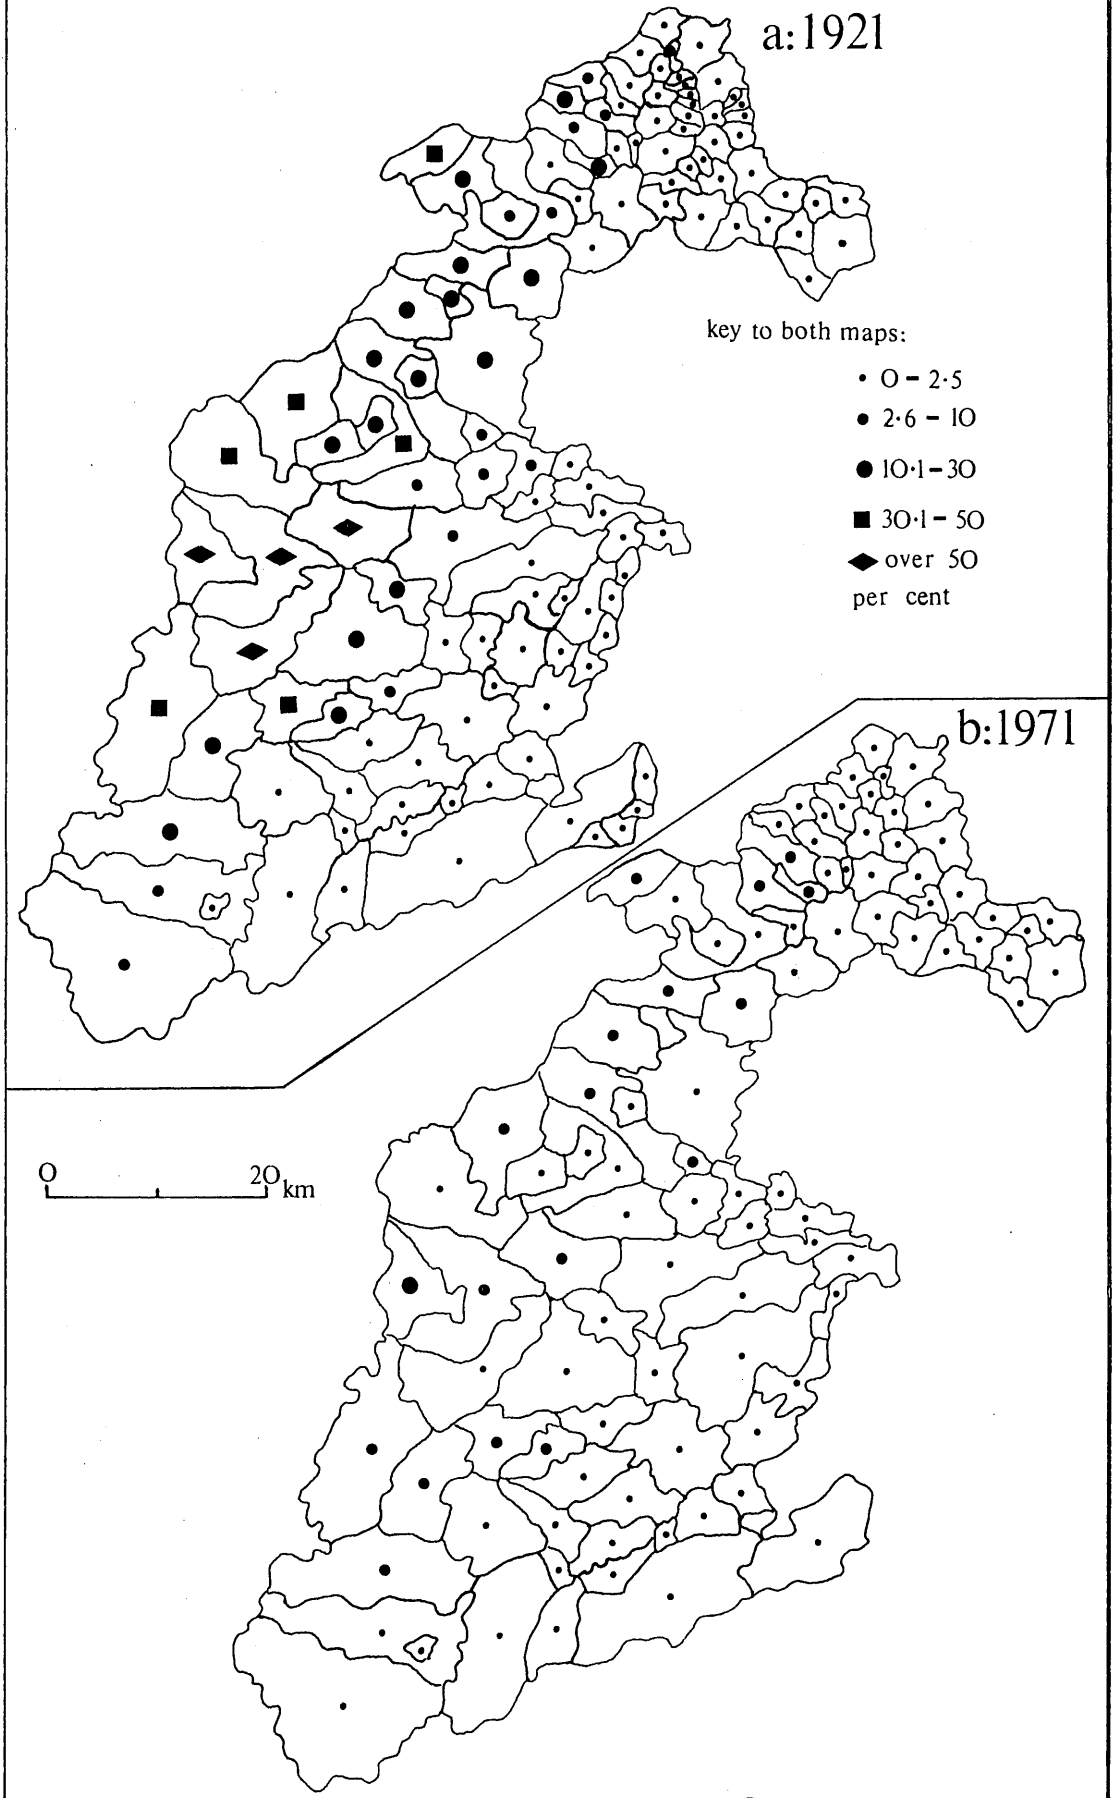 a:1921
key to both maps:
0-2·5
2·6-10
10·1-30
30·1-50
over 50
per cent
b:1971
0 20 km